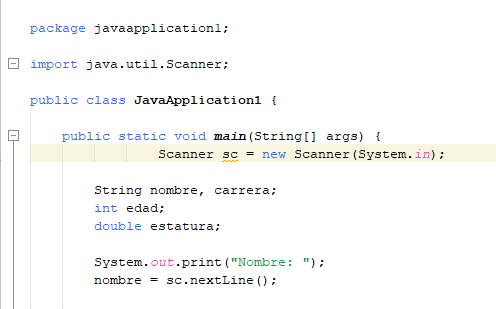 package javaapplication1;
import java.util.Scanner;
public class JavaApplication1 {
public static void main(String[] args) {
Scanner sc = new Scanner(System.in);
String nombre, carrera;
int edad;
double estatura;
System.out.print("Nombre: ");
nombre = sc.nextLine();